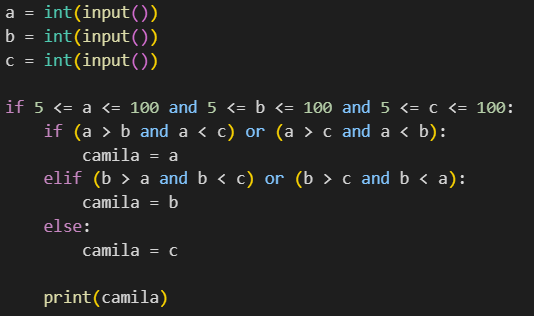 a = int(input())
b = int(input())
c = int(input())

if 5 <= a <= 100 and 5 <= b <= 100 and 5 <= c <= 100:
    if (a > b and a < c) or (a > c and a < b):
        camila = a
    elif (b > a and b < c) or (b > c and b < a):
        camila = b
    else:
        camila = c

    print(camila)